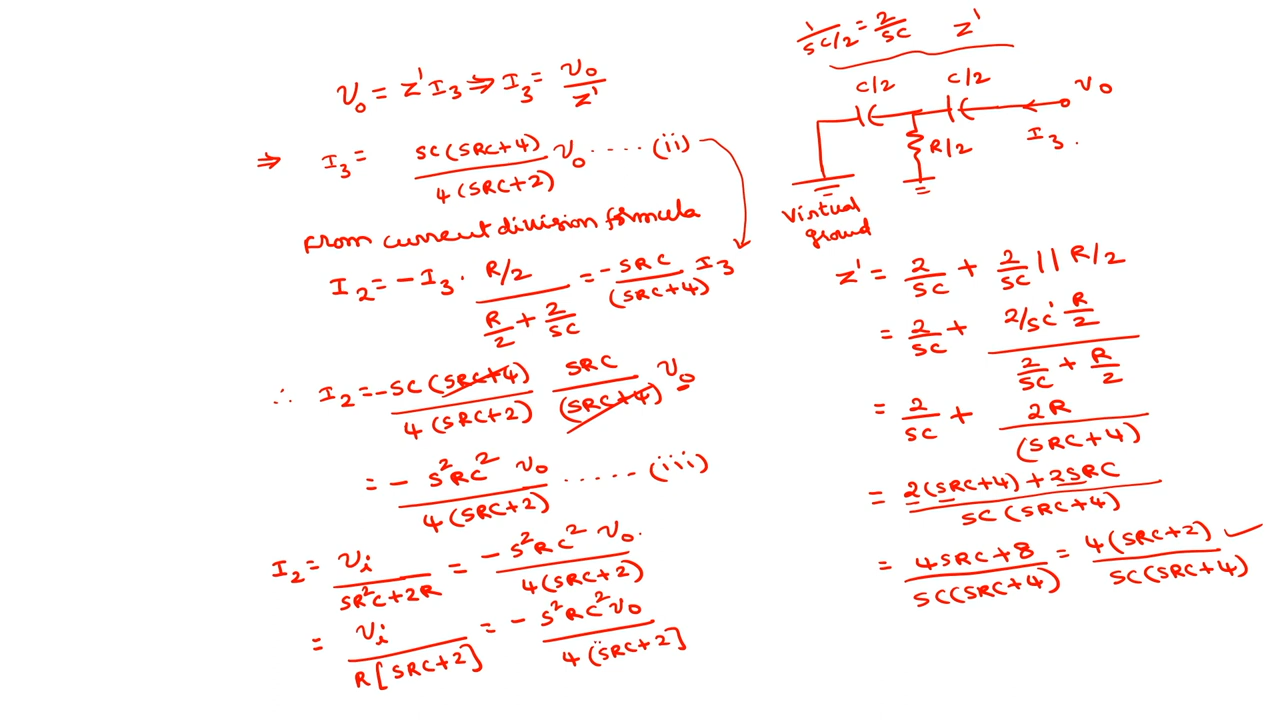 v₀ = z' I₃ ⇒ I₃ = v₀/z'
⇒ I₃ = SC(SRC+4)/4(SRC+2) v₀ ····· (ii)
From current division formula
I₂ = -I₃ · (R/2)/(R/2 + 2/SC) = -SRC/(SRC+4) I₃
∴ I₂ = -SC(SRC+4)/4(SRC+2) SRC/(SRC+4) v₀
= - S²RC² v₀/4(SRC+2) ······ (iii)
I₂ = vᵢ/(SR²C+2R) = -S²RC² v₀/4(SRC+2)
= vᵢ/R[SRC+2] = - S²RC² v₀/4(SRC+2]
1/(SC/2) = 2/SC z'
C/2 C/2 v₀
R/2 I₃
Virtual
ground
z' = 2/SC + 2/SC || R/2
= 2/SC + (2/SC · R/2)/(2/SC + R/2)
= 2/SC + 2R/(SRC+4)
= (2(SRC+4)+2SRC)/SC(SRC+4)
= (4SRC+8)/SC(SRC+4) = 4(SRC+2)/SC(SRC+4) ✓